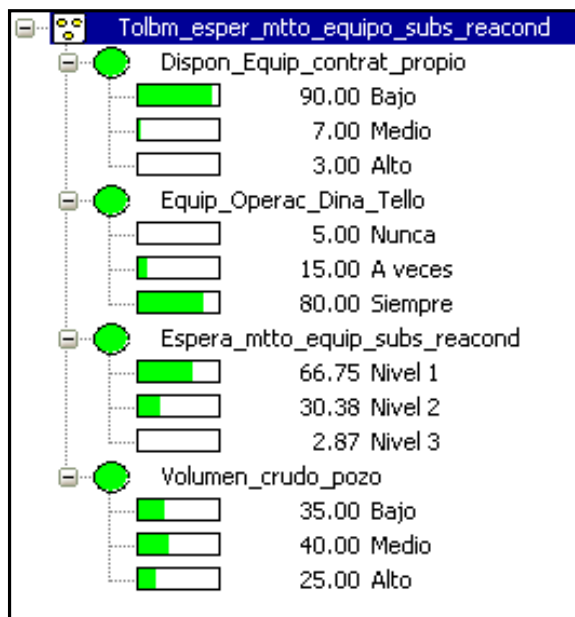 Tolbm_esper_mtto_equipo_subs_reacond
Dispon_Equip_contrat_propio
90.00 Bajo
7.00 Medio
3.00 Alto
Equip_Operac_Dina_Tello
5.00 Nunca
15.00 A veces
80.00 Siempre
Espera_mtto_equip_subs_reacond
66.75 Nivel 1
30.38 Nivel 2
2.87 Nivel 3
Volumen_crudo_pozo
35.00 Bajo
40.00 Medio
25.00 Alto